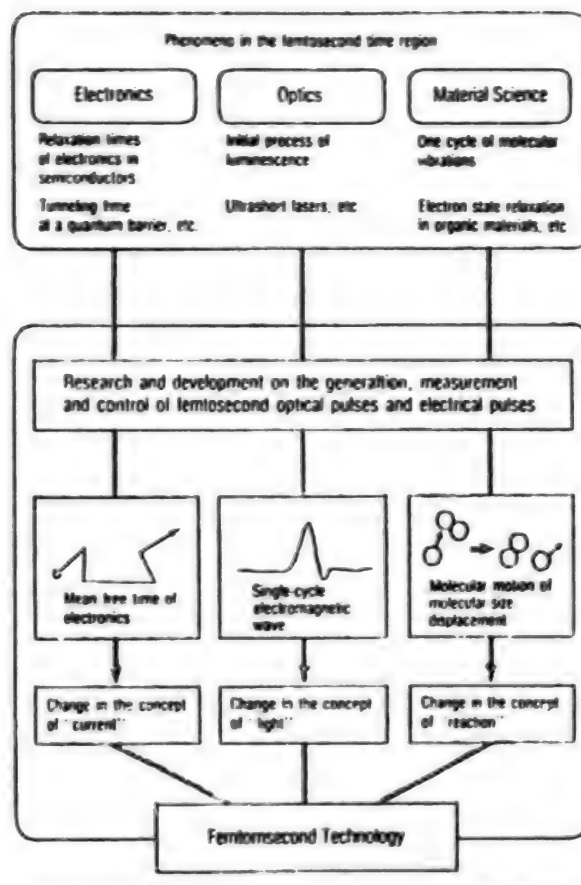 Phenomena in the femtosecond time region
Electronics
Relaxation times
of electronics in
semiconductors
Tunneling time
at a quantum barrier, etc.
Optics
Initial process of
luminescence
Ultrashort lasers, etc
Material Science
One cycle of molecular
vibrations
Electron state relaxation
in organic materials, etc
Research and development on the generaltion, measurement
and control of femtosecond optical pulses and electrical pulses
Mean free time of
electronics
Single-cycle
electromagnetic
wave
Molecular motion of
molecular size
displacement
Change in the concept
of "current"
Change in the concept
of "light"
Change in the concept
of "reaction"
Femtomsecond Technology